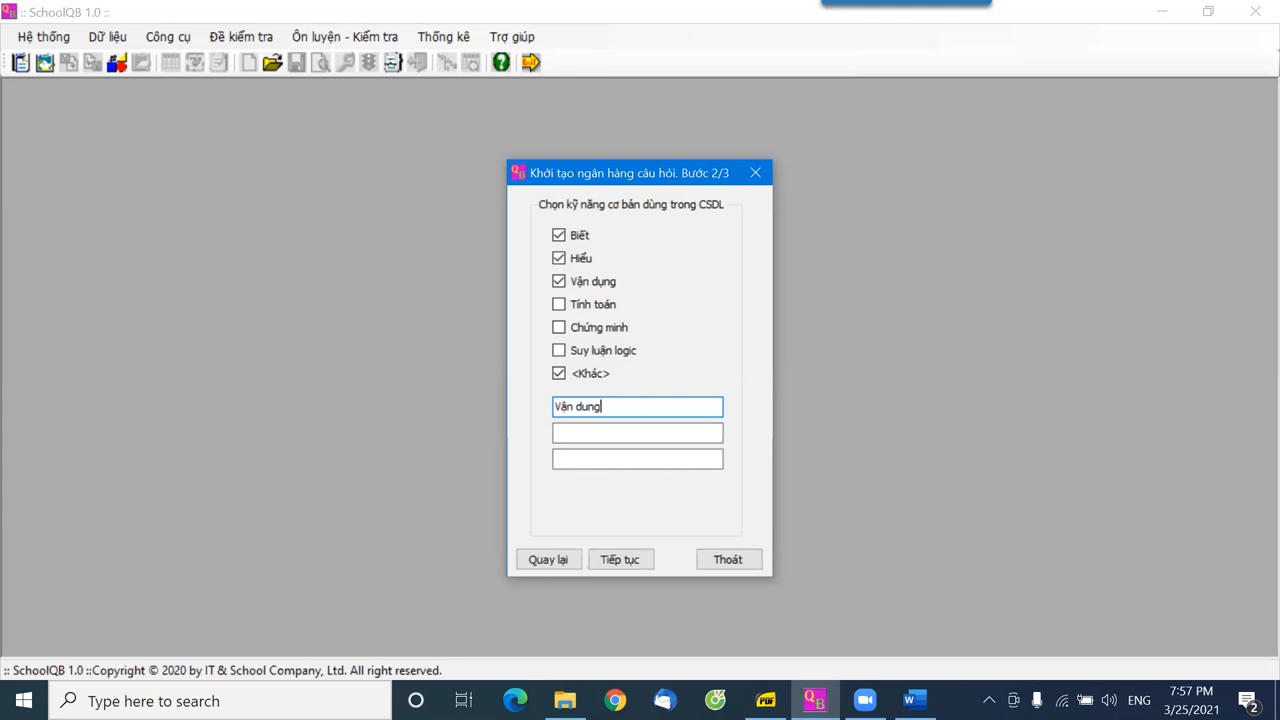 :: SchoolQB 1.0 ::
Hệ thống Dữ liệu Công cụ Đề kiểm tra Ôn luyện - Kiểm tra Thống kê Trợ giúp
Khởi tạo ngân hàng câu hỏi. Bước 2/3
Chọn kỹ năng cơ bản dùng trong CSDL
Biết
Hiểu
Vận dụng
Tính toán
Chứng minh
Suy luận logic
<Khác>
Vận dung
Quay lại Tiếp tục Thoát
:: SchoolQB 1.0 ::Copyright © 2020 by IT & School Company, Ltd. All right reserved.
Type here to search
ENG
7:57 PM
3/25/2021
2